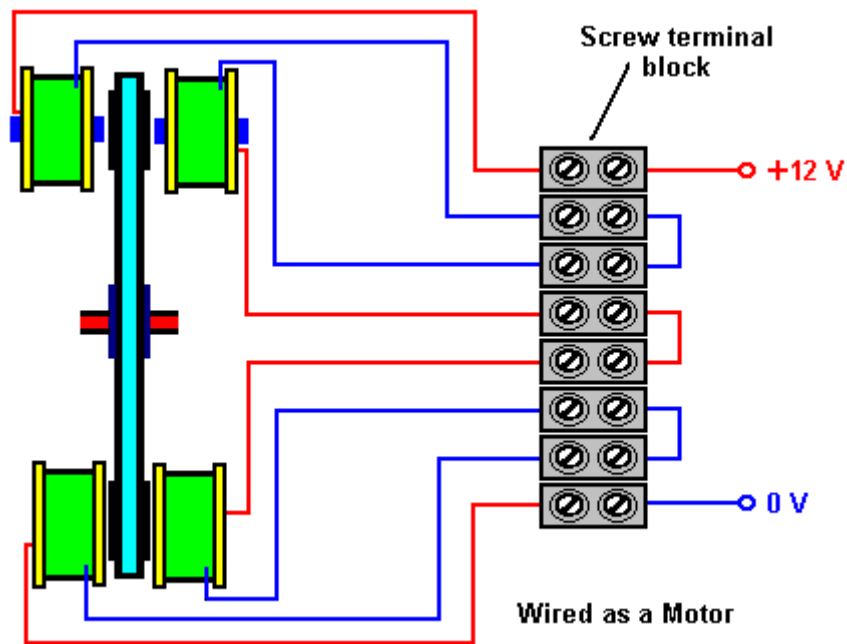 Screw terminal
block
+12 V
0 V
Wired as a Motor